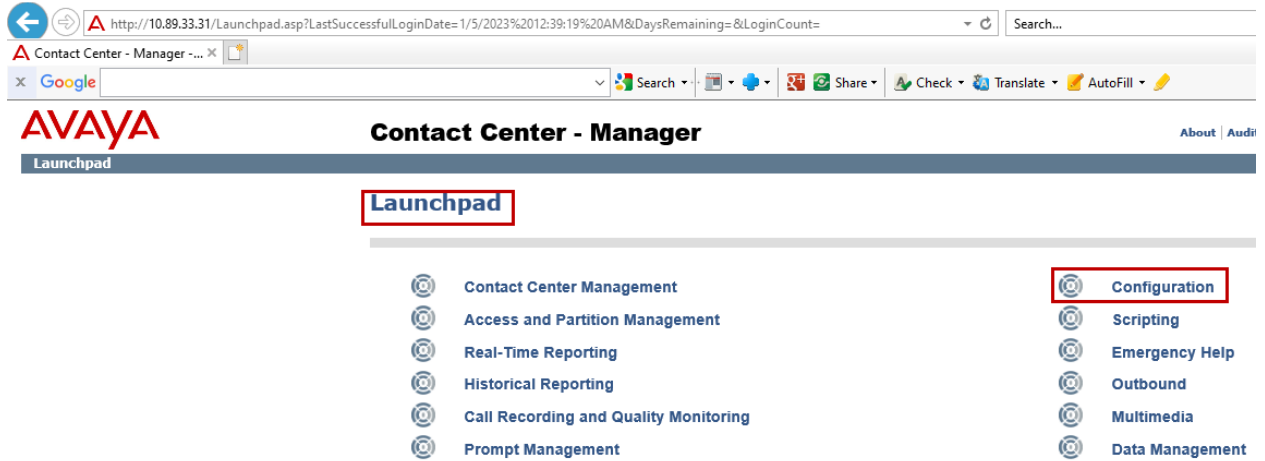 http://10.89.33.31/Launchpad.asp?LastSuccessfulLoginDate=1/5/2023%2012:39:19%20AM&DaysRemaining=&LoginCount= Search...
Contact Center - Manager -... ×
x Google Search Share Check Translate AutoFill
AVAYA Contact Center - Manager About | Audit
Launchpad
Launchpad
Contact Center Management Configuration
Access and Partition Management Scripting
Real-Time Reporting Emergency Help
Historical Reporting Outbound
Call Recording and Quality Monitoring Multimedia
Prompt Management Data Management